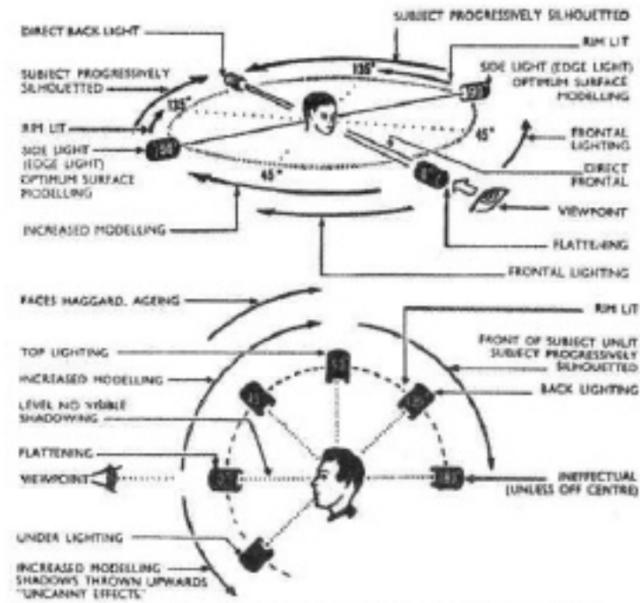 SUBJECT PROGRESSIVELY SILHOUETTED
DIRECT BACK LIGHT
RIM LIT
135°
SUBJECT PROGRESSIVELY
SILHOUETTED
SIDE LIGHT (EDGE LIGHT)
OPTIMUM SURFACE
MODELLING
135°
RIM LIT
45°
FRONTAL
LIGHTING
SIDE LIGHT
(EDGE LIGHT)
OPTIMUM SURFACE
MODELLING
45°
DIRECT
FRONTAL
VIEWPOINT
INCREASED MODELLING
FLATTENING
FRONTAL LIGHTING
FACES HAGGARD, AGEING
RIM LIT
TOP LIGHTING
FRONT OF SUBJECT UNLIT
SUBJECT PROGRESSIVELY
SILHOUETTED
INCREASED MODELLING
BACK LIGHTING
LEVEL NO VISIBLE
SHADOWING
FLATTENING
VIEWPOINT
INEFFECTUAL
(UNLESS OFF CENTRE)
UNDER LIGHTING
INCREASED MODELLING
SHADOWS THROWN UPWARDS
"UNCANNY EFFECTS."